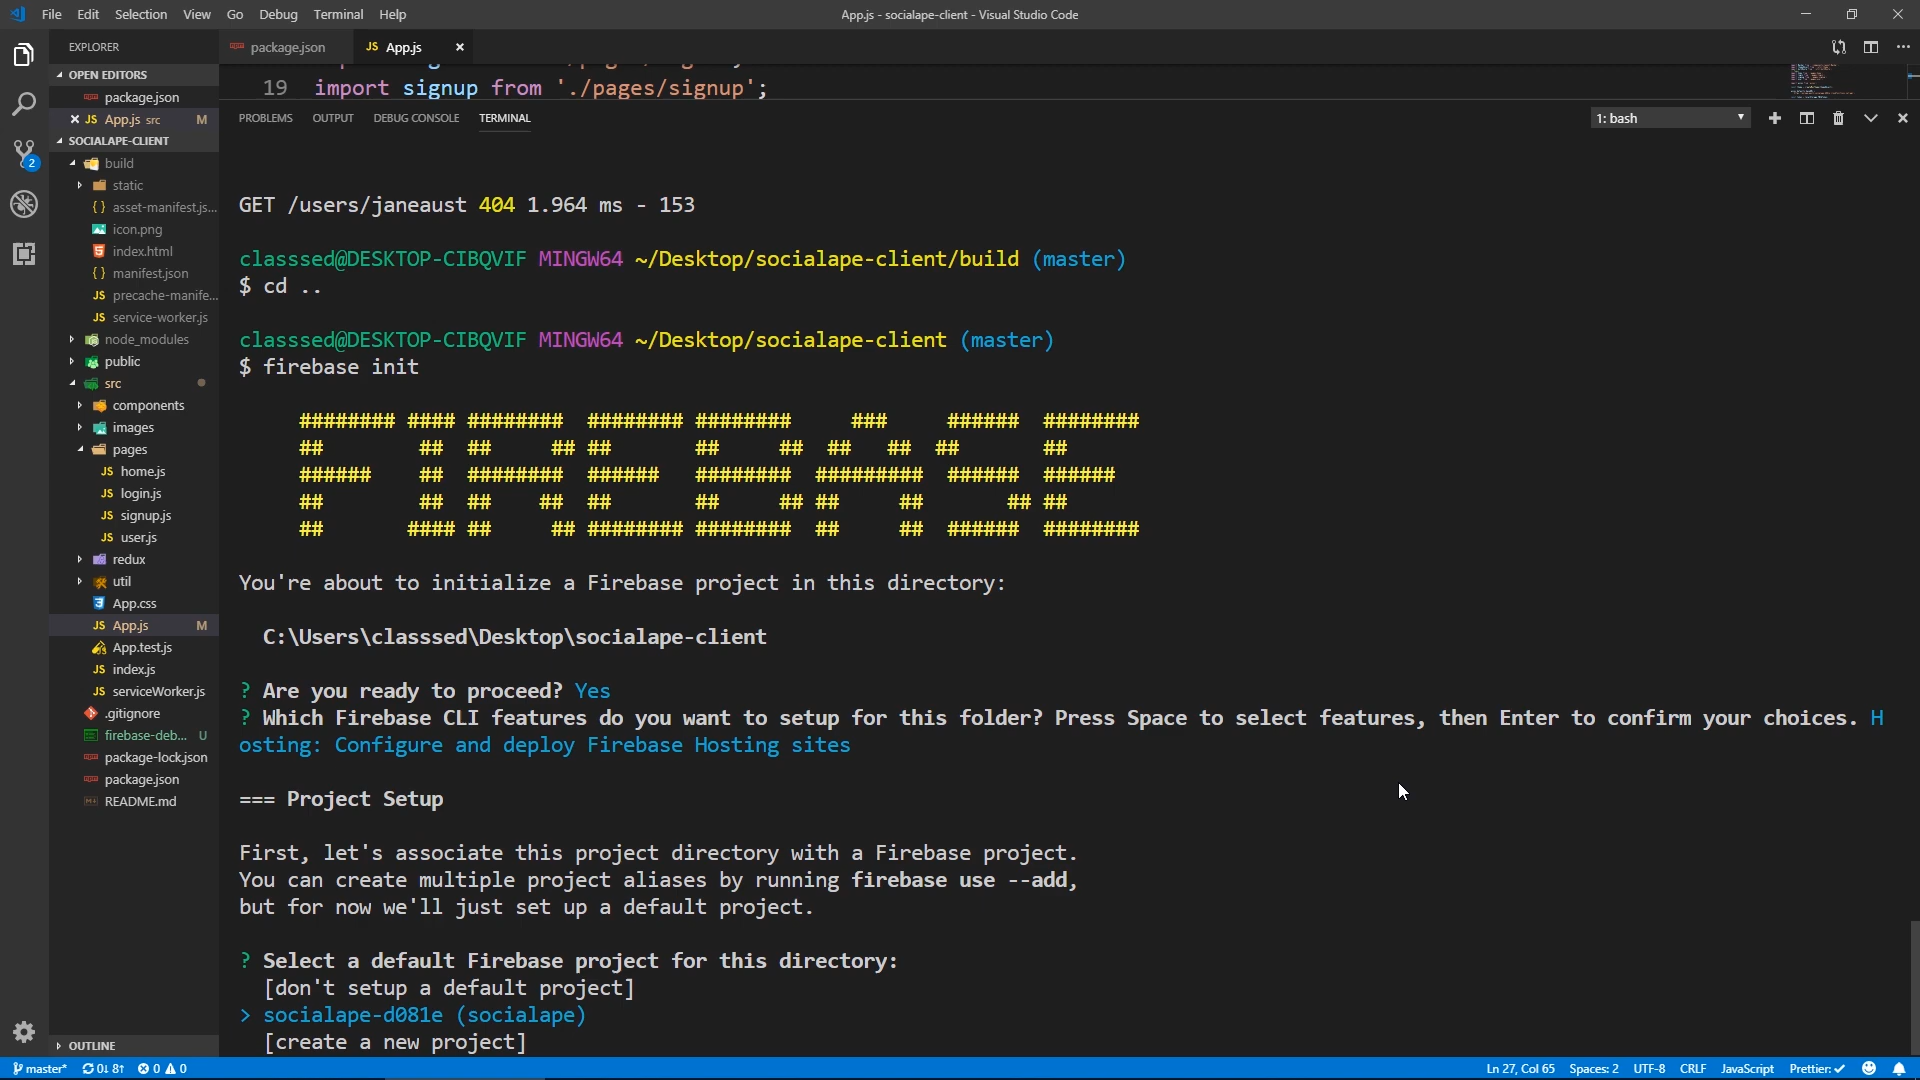 File Edit Selection View Go Debug Terminal Help
App.js - socialape-client - Visual Studio Code
EXPLORER
OPEN EDITORS
package.json
App.js src M
SOCIALAPE-CLIENT
build
static
asset-manifest.js...
icon.png
index.html
manifest.json
precache-manife...
service-worker.js
node_modules
public
src
components
images
pages
JS home.js
JS login.js
JS signup.js
JS user.js
redux
util
App.css
JS App.js M
App.test.js
JS index.js
JS serviceWorker.js
.gitignore
firebase-deb... U
package-lock.json
package.json
README.md
OUTLINE
package.json
JS App.js
19 import signup from './pages/signup';
PROBLEMS OUTPUT DEBUG CONSOLE TERMINAL
1: bash
GET /users/janeaust 404 1.964 ms - 153
classsed@DESKTOP-CIBQVIF MINGW64 ~/Desktop/socialape-client/build (master)
$ cd ..
classsed@DESKTOP-CIBQVIF MINGW64 ~/Desktop/socialape-client (master)
$ firebase init
######## #### ########  ######## ########     ###     ######  ########
##        ##  ##     ## ##       ##     ##  ##   ##  ##       ##
######    ##  ########  ######   ########  #########  ######  ######
##        ##  ##    ##  ##       ##     ## ##     ##       ## ##
##       #### ##     ## ######## ########  ##     ##  ######  ########
You're about to initialize a Firebase project in this directory:
C:\Users\classsed\Desktop\socialape-client
? Are you ready to proceed? Yes
? Which Firebase CLI features do you want to setup for this folder? Press Space to select features, then Enter to confirm your choices. H
osting: Configure and deploy Firebase Hosting sites
=== Project Setup
First, let's associate this project directory with a Firebase project.
You can create multiple project aliases by running firebase use --add,
but for now we'll just set up a default project.
? Select a default Firebase project for this directory:
[don't setup a default project]
> socialape-d081e (socialape)
[create a new project]
master* 0↓ 8↑ 0 0
Ln 27, Col 65 Spaces: 2 UTF-8 CRLF JavaScript Prettier: ✓
2